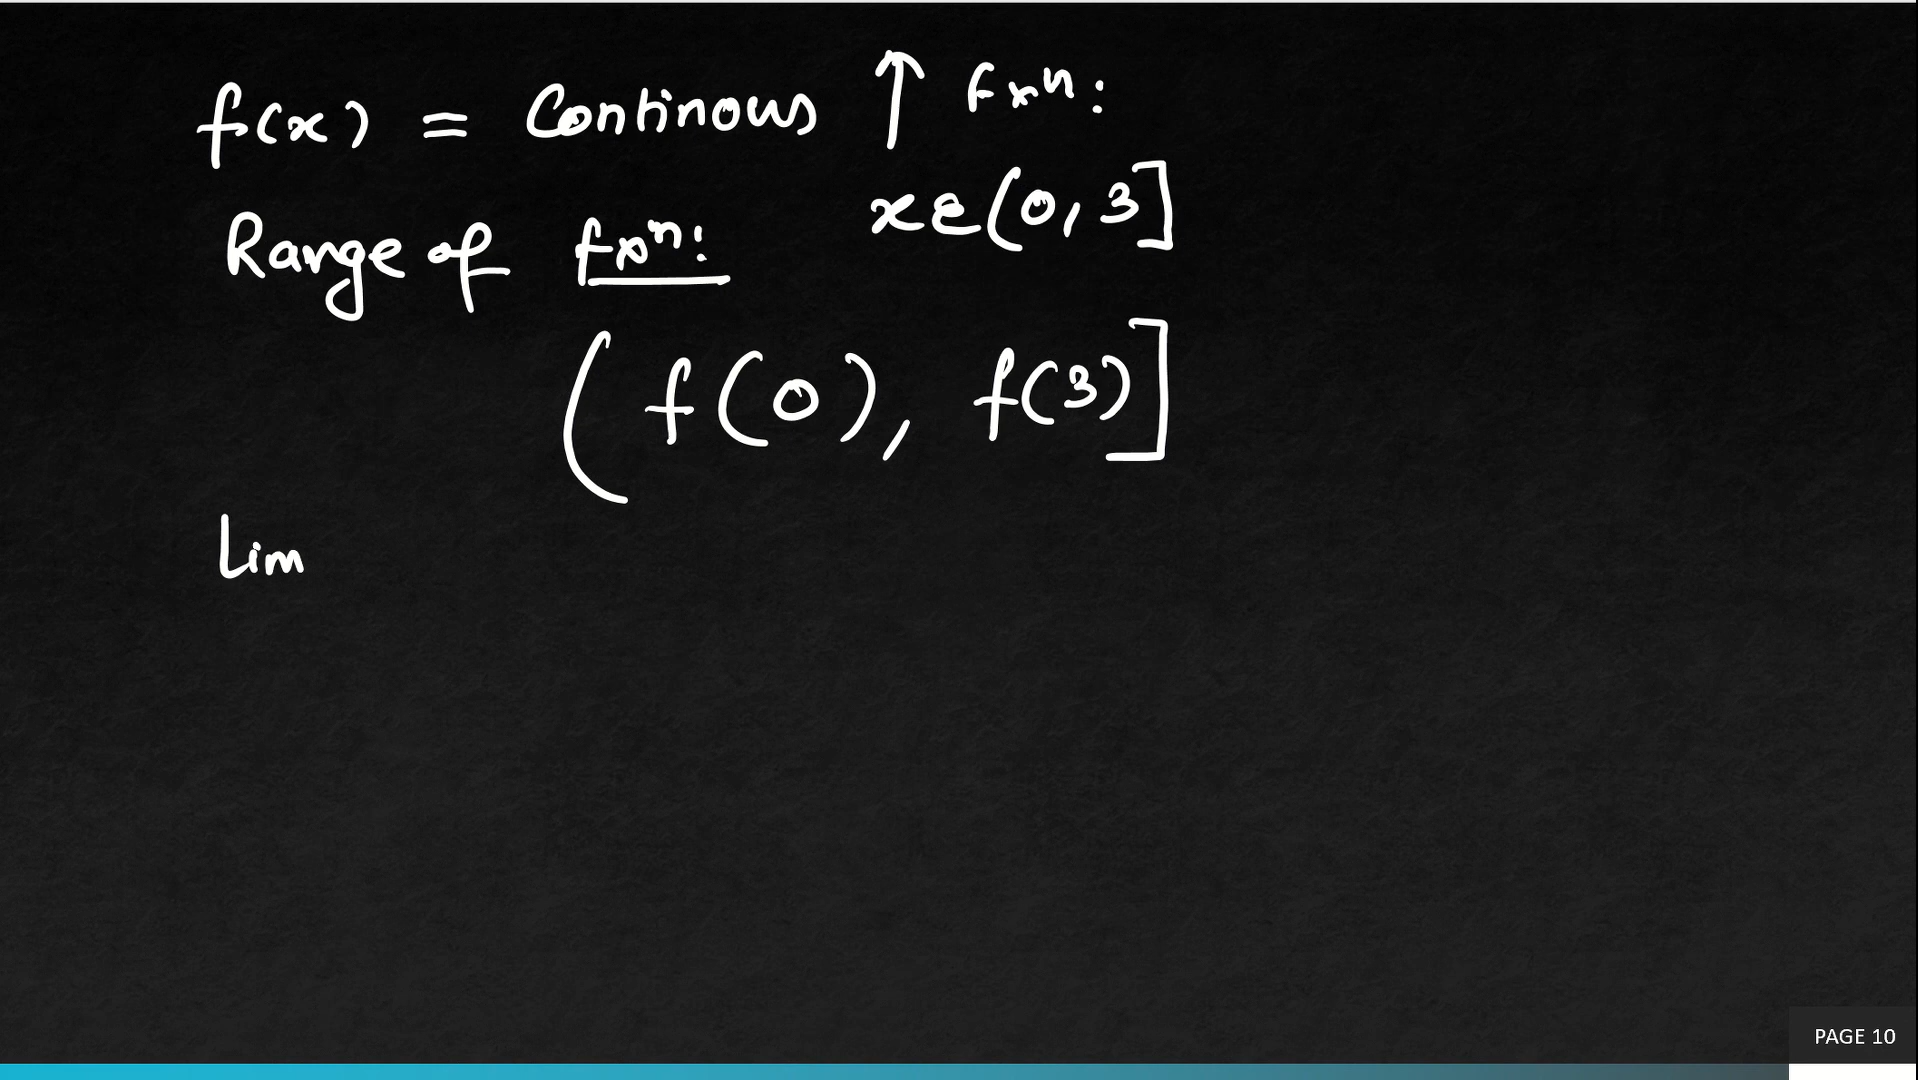 f(x) = Continous ↑ Fxⁿ:
x∈(0,3]
Range of fxⁿ:
(f(0), f(3)]
Lim
PAGE 10